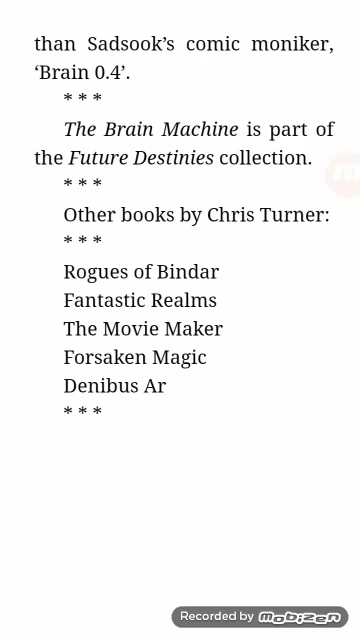 than Sadsook’s comic moniker,
‘Brain 0.4’.
* * *
The Brain Machine is part of
the Future Destinies collection.
* * *
Other books by Chris Turner:
* * *
Rogues of Bindar
Fantastic Realms
The Movie Maker
Forsaken Magic
Denibus Ar
* * *
Recorded by mobizen